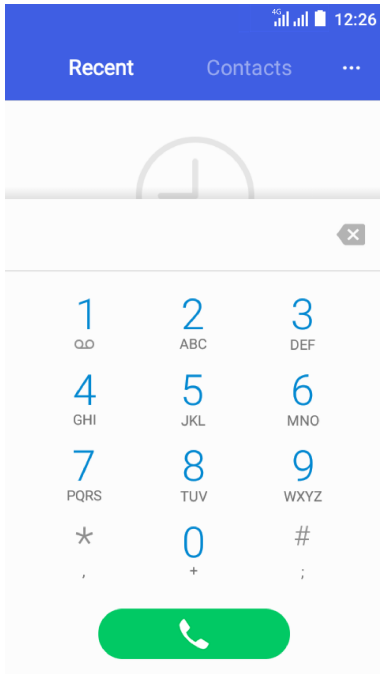 4G 12:26
Recent Contacts ...
1 2 3
ABC DEF
4 5 6
GHI JKL MNO
7 8 9
PQRS TUV WXYZ
* 0 #
, + ;